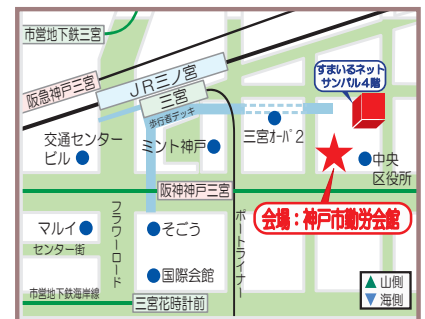 市営地下鉄三宮
阪急神戸三宮
JR三ノ宮
三宮
歩行者デッキ
すまいるネット
サンパル4階
交通センター
ビル
ミント神戸
三宮オーパ2
中央
区役所
阪神神戸三宮
会場:神戸市勤労会館
マルイ
センター街
フラワーロード
そごう
国際会館
ポートライナー
市営地下鉄海岸線
三宮花時計前
山側
海側